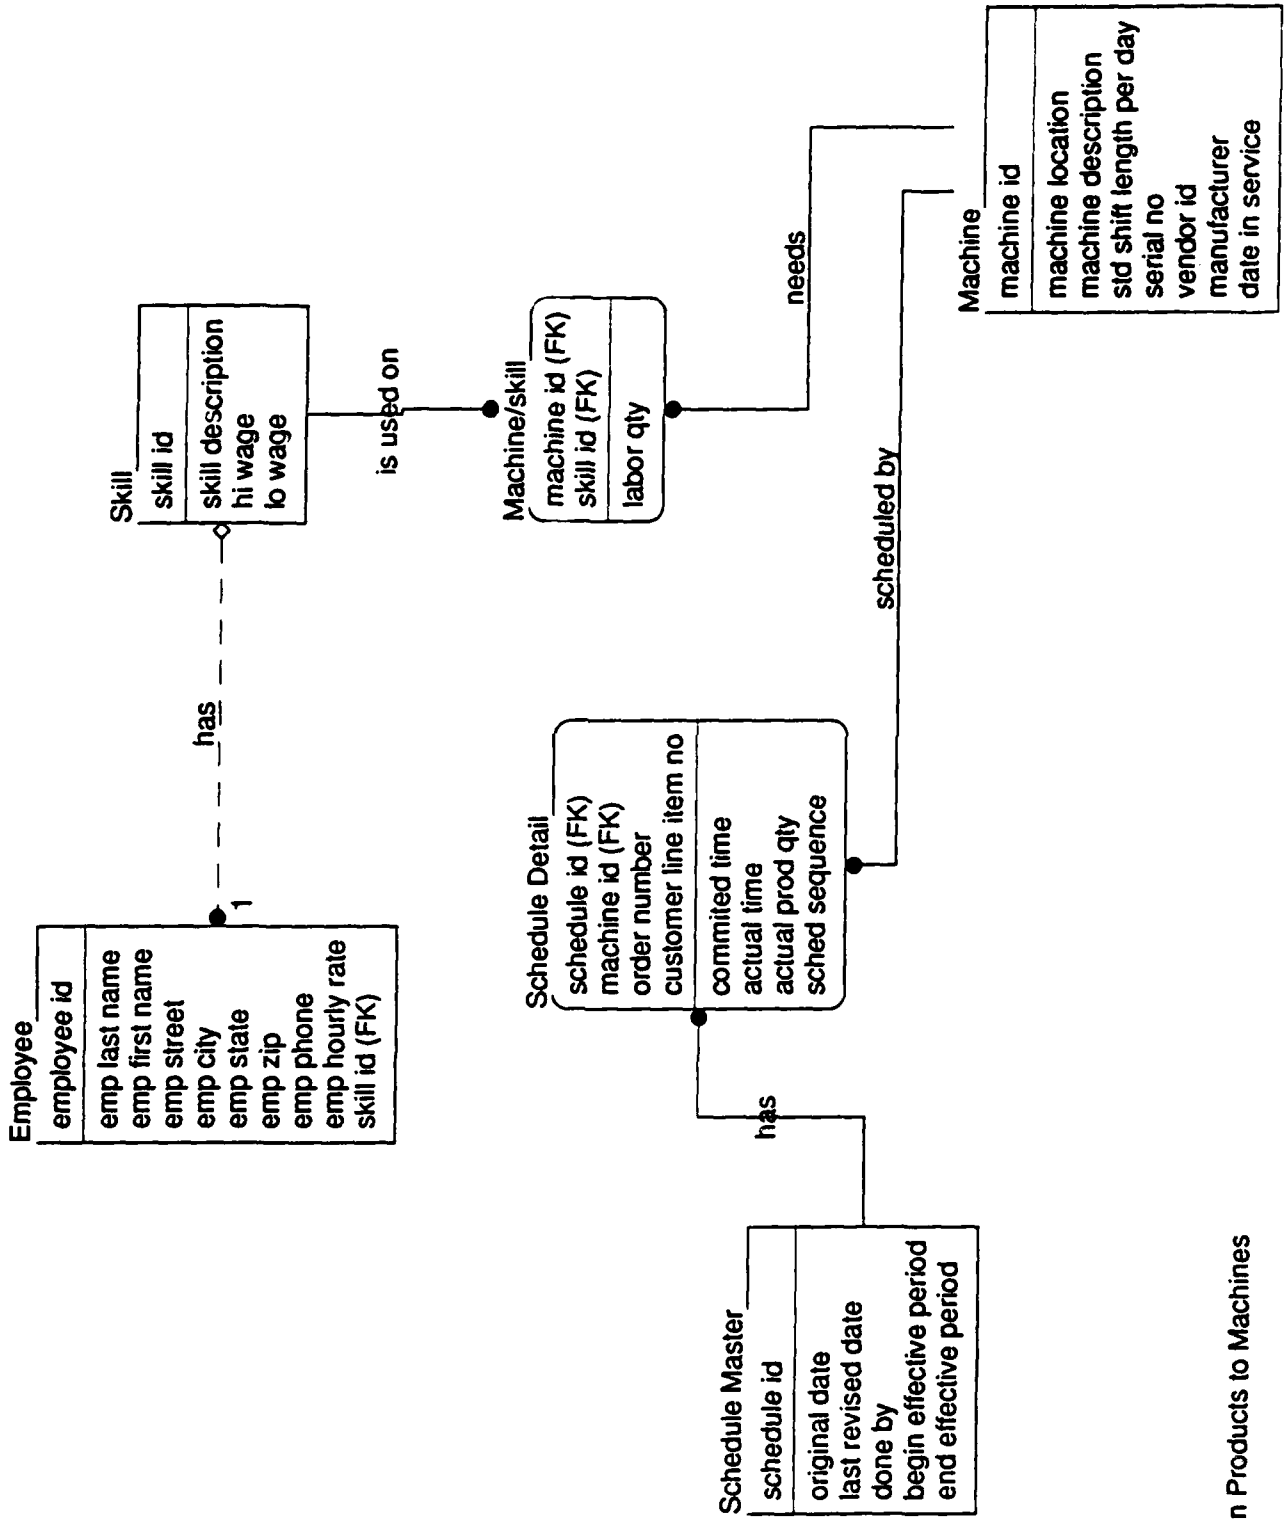 Employee
employee id
emp last name
emp first name
emp street
emp city
emp state
emp zip
emp phone
emp hourly rate
skill id (FK)
1
has
Skill
skill id
skill description
hi wage
lo wage
is used on
Schedule Master
schedule id
original date
last revised date
done by
begin effective period
end effective period
has
Schedule Detail
schedule id (FK)
machine id (FK)
order number
customer line item no
commited time
actual time
actual prod qty
sched sequence
Machine/skill
machine id (FK)
skill id (FK)
labor qty
needs
scheduled by
Machine
machine id
machine location
machine description
std shift length per day
serial no
vendor id
manufacturer
date in service
n Products to Machines